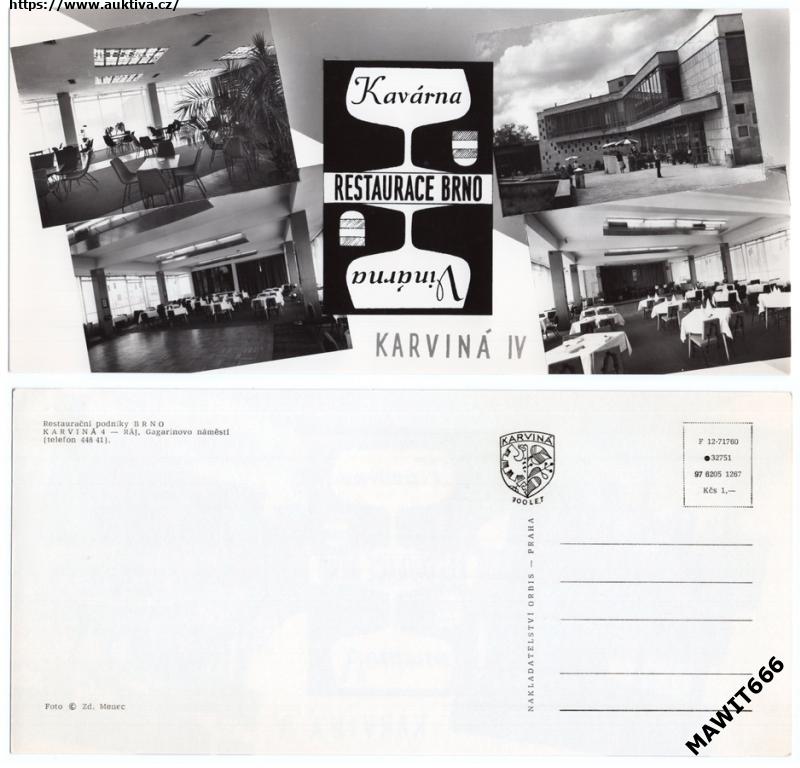 https://www.auktiva.cz/
Kavárna
RESTAURACE BRNO
Vinárna
KARVINÁ IV
Restaurační podniky BRNO
KARVINÁ 4 — RÁJ, Gagarinovo náměstí
(telefon 448 41).
KARVINÁ
700 LET
F 12-71760
32751
97 6205 1267
Kčs 1,—
NAKLADATELSTVÍ ORBIS — PRAHA
Foto © Zd. Menec
MAWIT666